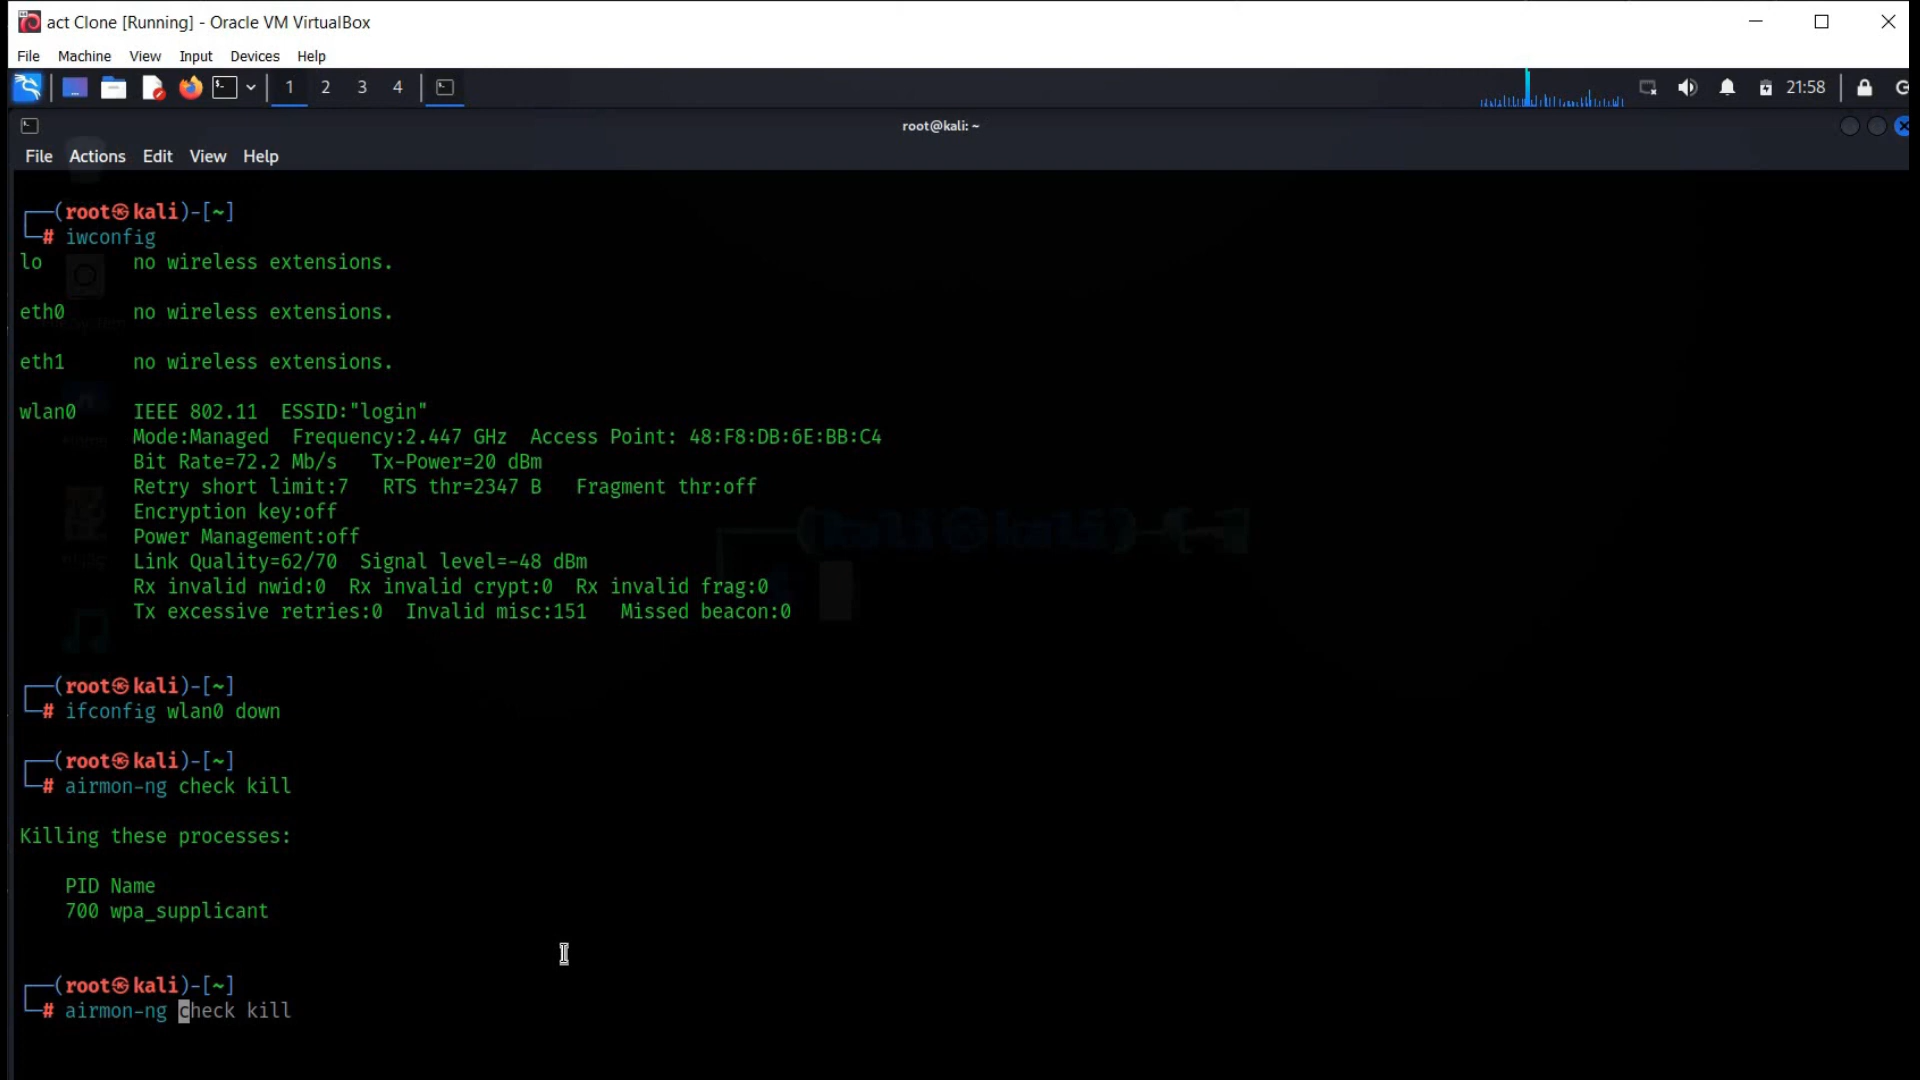 act Clone [Running] - Oracle VM VirtualBox
File Machine View Input Devices Help
1 2 3 4 21:58
root@kali: ~
File Actions Edit View Help
┌──(root㉿kali)-[~]
└─# iwconfig
lo        no wireless extensions.
eth0      no wireless extensions.
eth1      no wireless extensions.
wlan0     IEEE 802.11  ESSID:"login"
          Mode:Managed  Frequency:2.447 GHz  Access Point: 48:F8:DB:6E:BB:C4
          Bit Rate=72.2 Mb/s   Tx-Power=20 dBm
          Retry short limit:7   RTS thr=2347 B   Fragment thr:off
          Encryption key:off
          Power Management:off
          Link Quality=62/70  Signal level=-48 dBm
          Rx invalid nwid:0  Rx invalid crypt:0  Rx invalid frag:0
          Tx excessive retries:0  Invalid misc:151   Missed beacon:0
┌──(root㉿kali)-[~]
└─# ifconfig wlan0 down
┌──(root㉿kali)-[~]
└─# airmon-ng check kill
Killing these processes:
    PID Name
    700 wpa_supplicant
┌──(root㉿kali)-[~]
└─# airmon-ng check kill